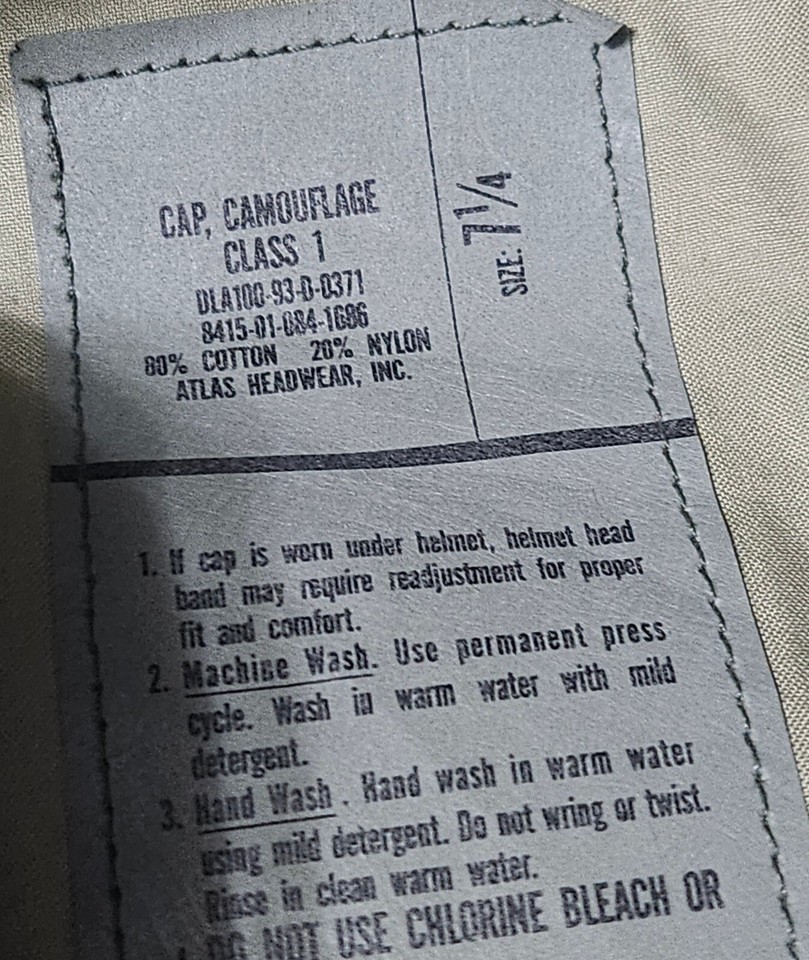 CAP, CAMOUFLAGE
CLASS 1
DLA100-93-D-0371
8415-01-084-1686
80% COTTON 20% NYLON
ATLAS HEADWEAR, INC.
SIZE: 7 1/4
1. If cap is worn under helmet, helmet head
band may require readjustment for proper
fit and comfort.
2. Machine Wash. Use permanent press
cycle. Wash in warm water with mild
detergent.
3. Hand Wash. Hand wash in warm water
using mild detergent. Do not wring or twist.
Rinse in clean warm water.
DO NOT USE CHLORINE BLEACH OR